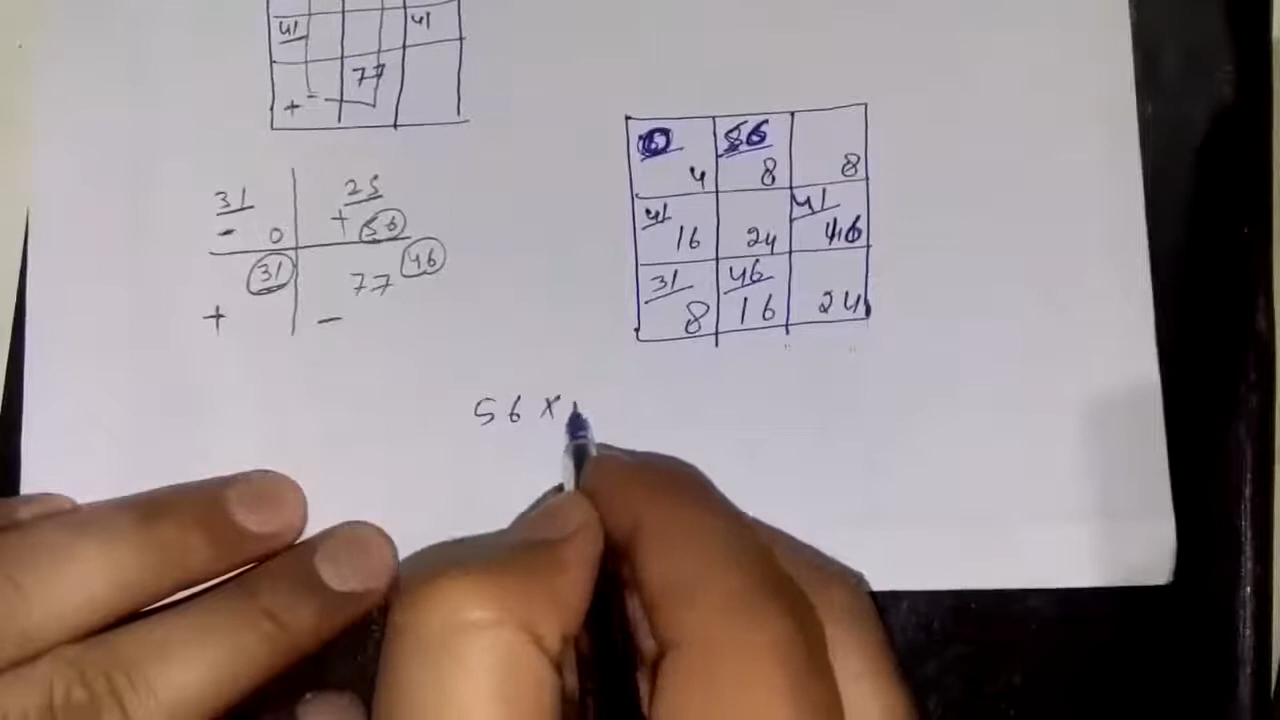 41 41
77
+ -
31 25
- 0 + 56
31 77 46
+ -
56
4 8 8
41 41
16 24 16
31 46
8 16 24
56 ×